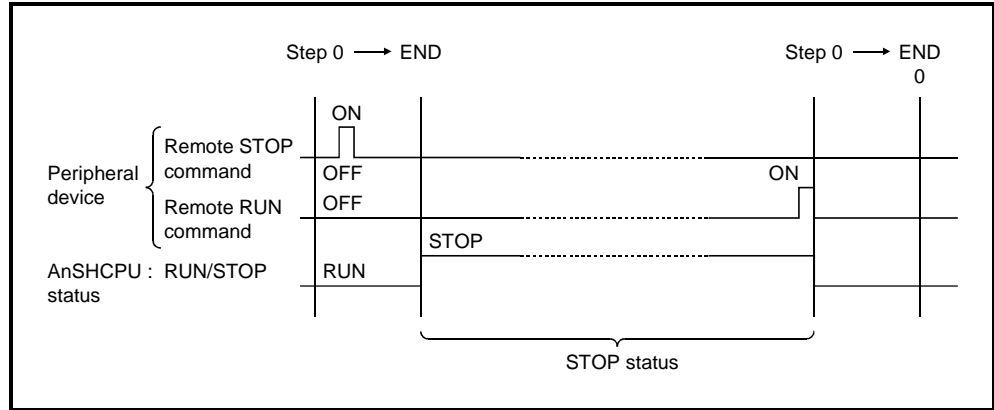 Step 0 → END
Step 0 → END
0
ON
Remote STOP
command
OFF
ON
Peripheral
device
Remote RUN
command
OFF
STOP
AnSHCPU : RUN/STOP
status
RUN
STOP status